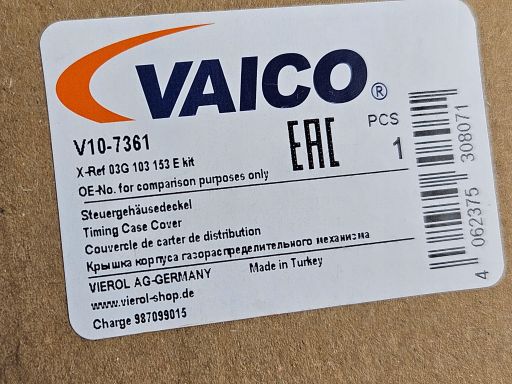 VAICO®
V10-7361
X-Ref 03G 103 153 E kit
OE-No. for comparison purposes only
EAC
PCS
1
Steuergehäusedeckel
Timing Case Cover
Couvercle de carter de distribution
Крышка корпуса газораспределительного механизма
VIEROL AG-GERMANY Made in Turkey
www.vierol-shop.de
Charge 987099015
4 062375 308071